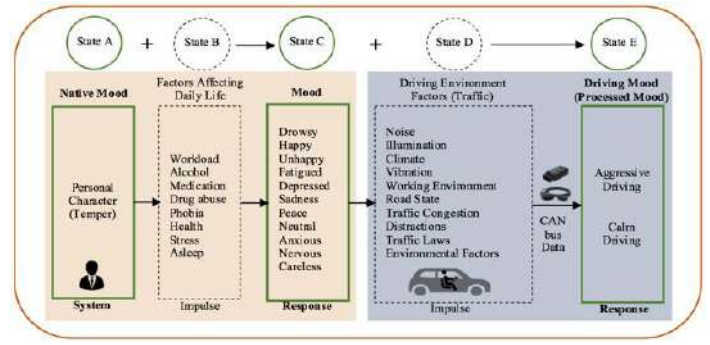 State A
+
State B
State C
+
State D
State E
Native Mood
Factors Affecting
Daily Life
Mood
Driving Environment
Factors (Traffic)
Driving Mood
(Processed Mood)
Personal
Character
(Temper)
System
Workload
Alcohol
Medication
Drug abuse
Phobia
Health
Stress
Asleep
Impulse
Drowsy
Happy
Unhappy
Fatigued
Depressed
Sadness
Peace
Neutral
Anxious
Nervous
Careless
Response
Noise
Illumination
Climate
Vibration
Working Environment
Road State
Traffic Congestion
Distractions
Traffic Laws
Environmental Factors
Impulse
CAN
bus
Data
Aggressive
Driving
Calm
Driving
Response